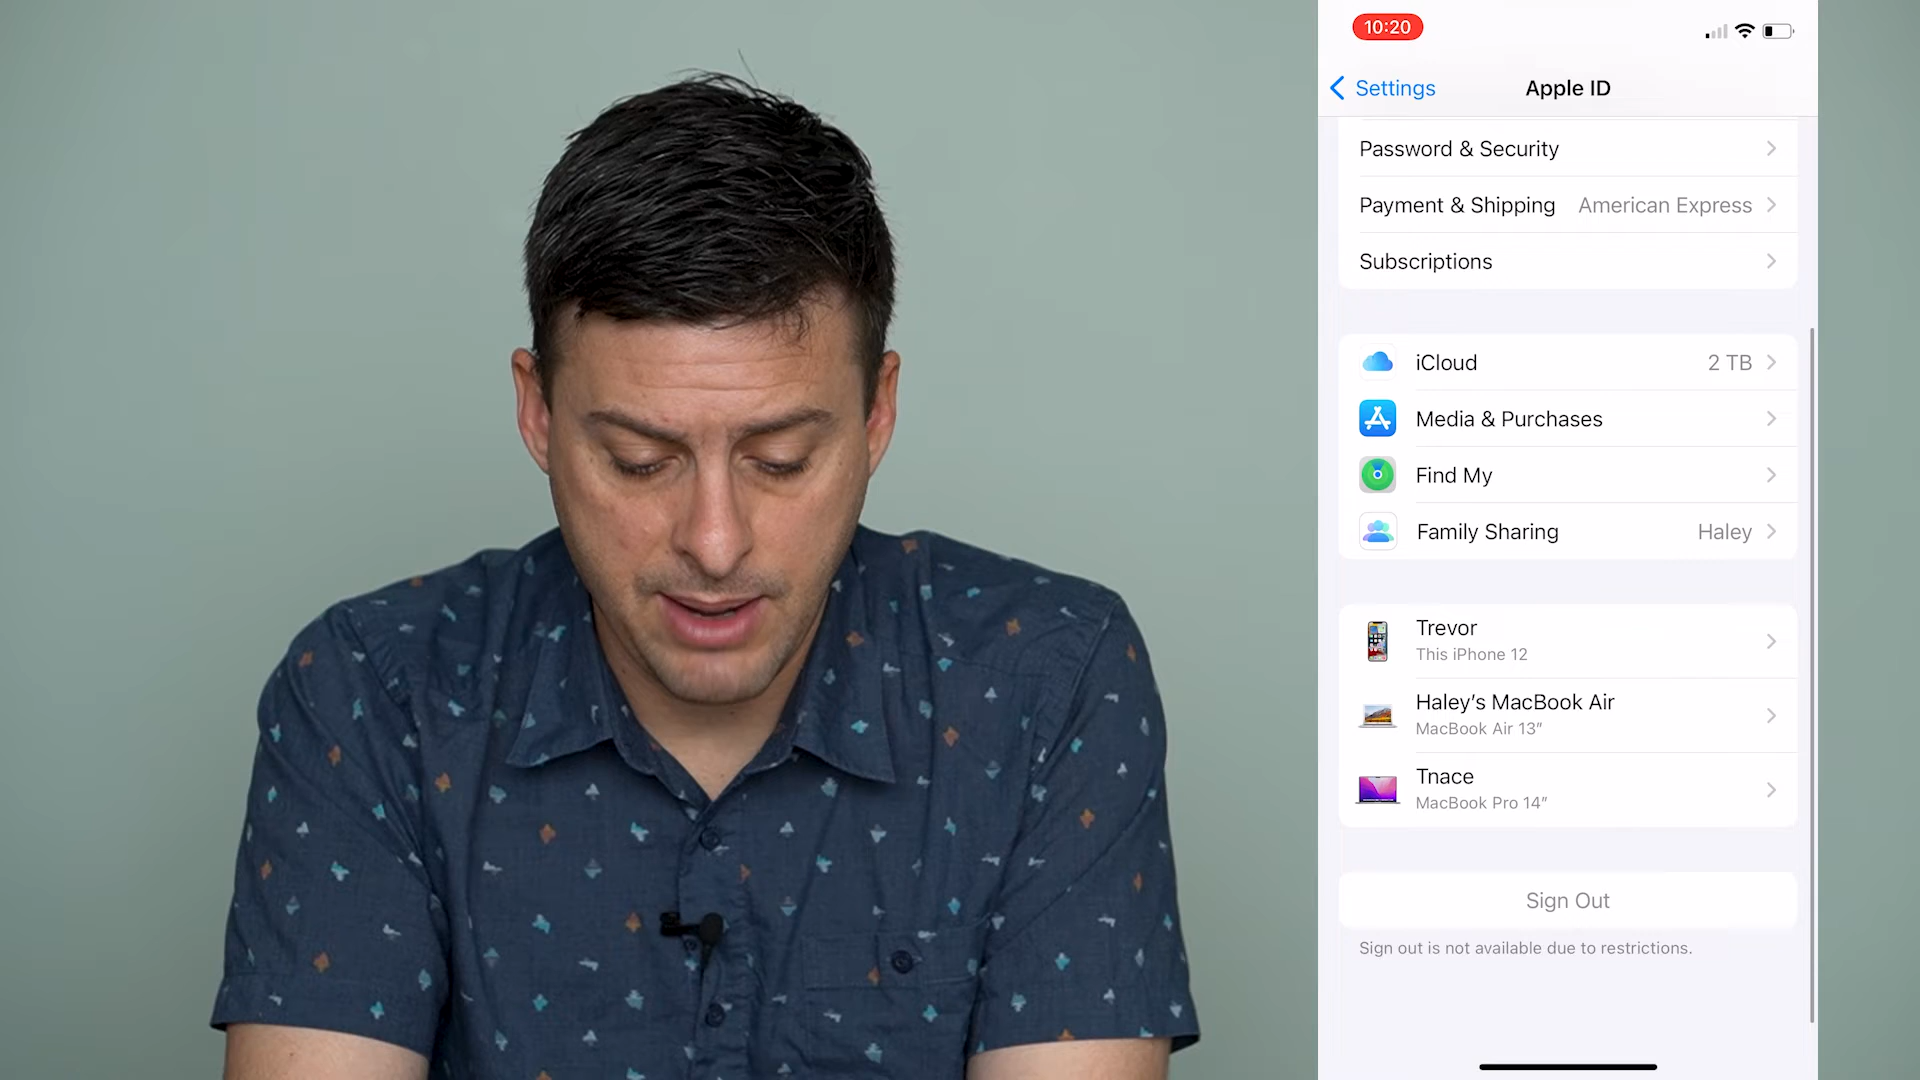 10:20
Settings
Apple ID
Password & Security
Payment & Shipping American Express
Subscriptions
iCloud 2 TB
Media & Purchases
Find My
Family Sharing Haley
Trevor
This iPhone 12
Haley’s MacBook Air
MacBook Air 13”
Tnace
MacBook Pro 14”
Sign Out
Sign out is not available due to restrictions.